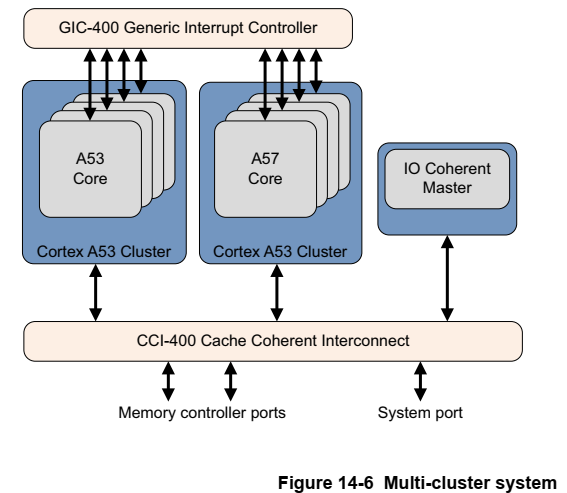 GIC-400 Generic Interrupt Controller
A53
Core
A57
Core
IO Coherent
Master
Cortex A53 Cluster
Cortex A53 Cluster
CCI-400 Cache Coherent Interconnect
Memory controller ports
System port
Figure 14-6 Multi-cluster system